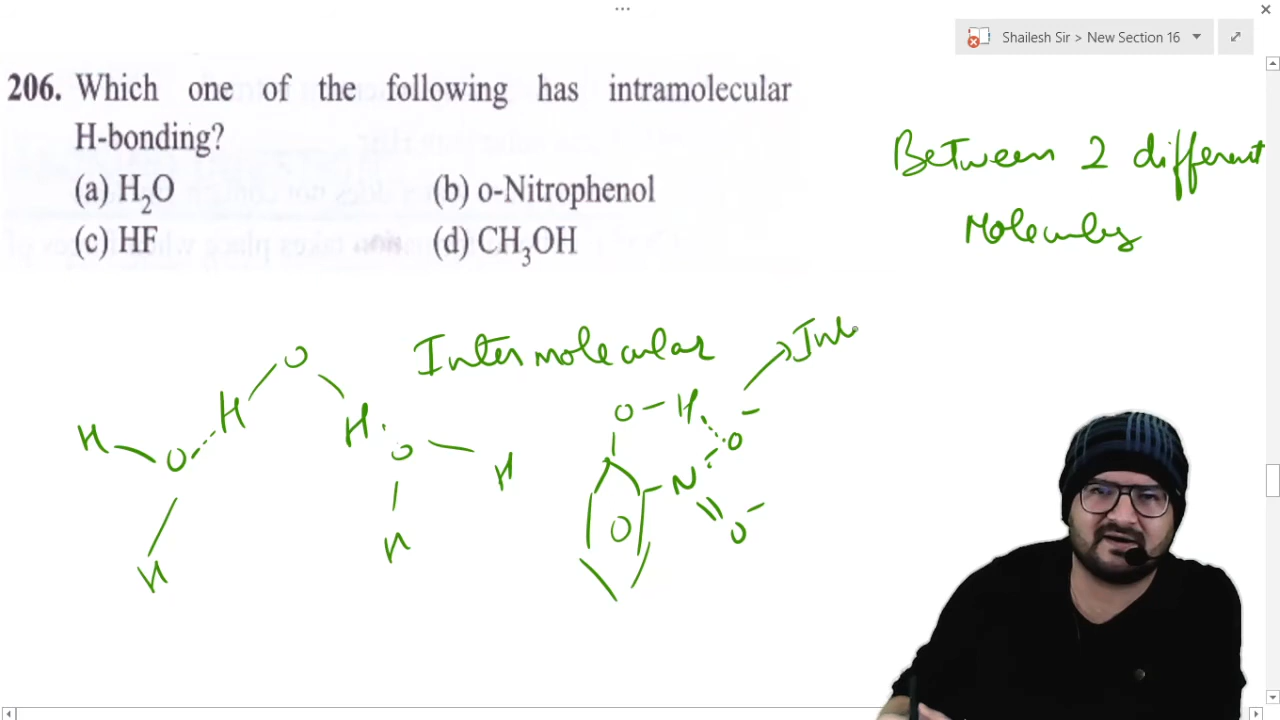 Shailesh Sir > New Section 16
206. Which one of the following has intramolecular
H-bonding?
(a) H₂O (b) o-Nitrophenol
(c) HF (d) CH₃OH
Between 2 different
Molecules
Intermolecular
O
H H
H O O H
H H
O - H
O
N
O
O